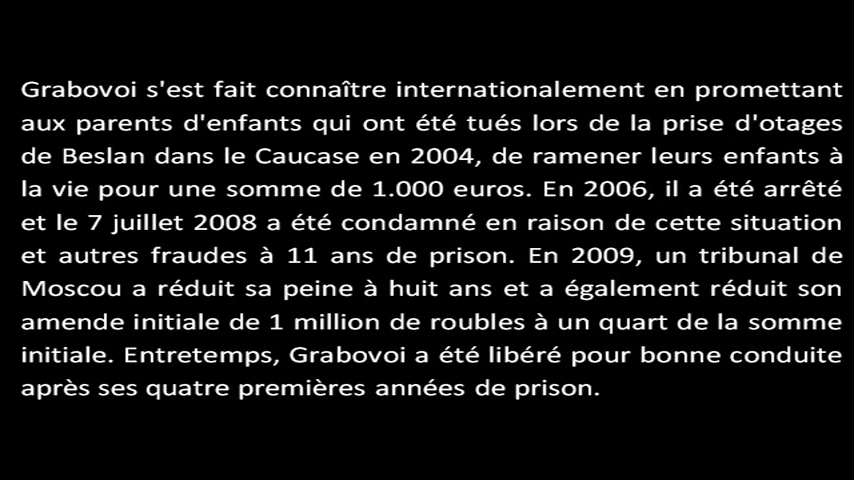 Grabovoi s'est fait connaître internationalement en promettant
aux parents d'enfants qui ont été tués lors de la prise d'otages
de Beslan dans le Caucase en 2004, de ramener leurs enfants à
la vie pour une somme de 1.000 euros. En 2006, il a été arrêté
et le 7 juillet 2008 a été condamné en raison de cette situation
et autres fraudes à 11 ans de prison. En 2009, un tribunal de
Moscou a réduit sa peine à huit ans et a également réduit son
amende initiale de 1 million de roubles à un quart de la somme
initiale. Entretemps, Grabovoi a été libéré pour bonne conduite
après ses quatre premières années de prison.